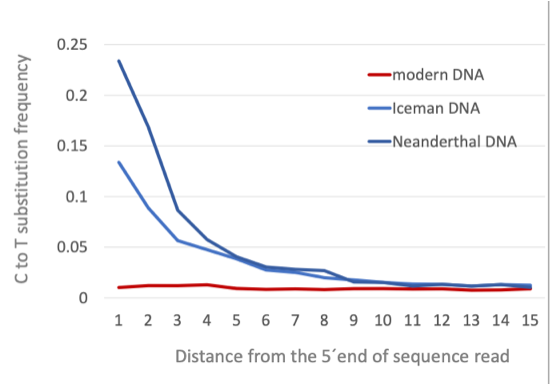 0.25
0.2
0.15
0.1
0.05
0
C to T substitution frequency
modern DNA
Iceman DNA
Neanderthal DNA
1 2 3 4 5 6 7 8 9 10 11 12 13 14 15
Distance from the 5´end of sequence read